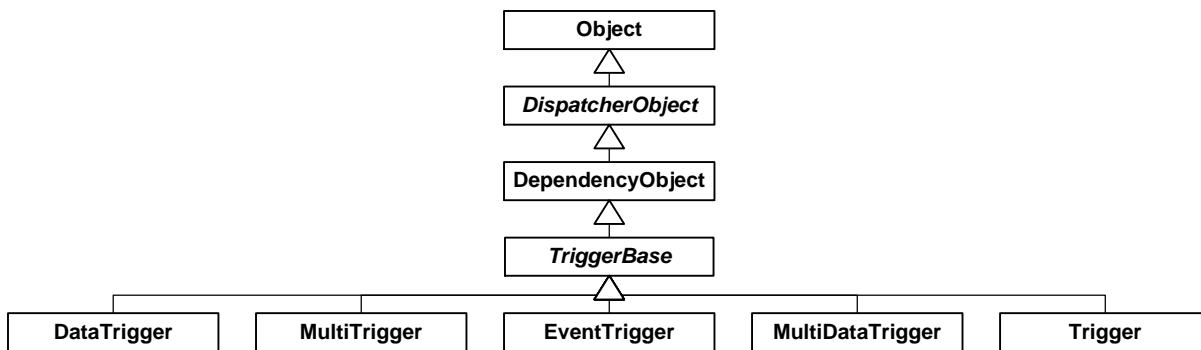 Object
DispatcherObject
DependencyObject
TriggerBase
DataTrigger
MultiTrigger
EventTrigger
MultiDataTrigger
Trigger